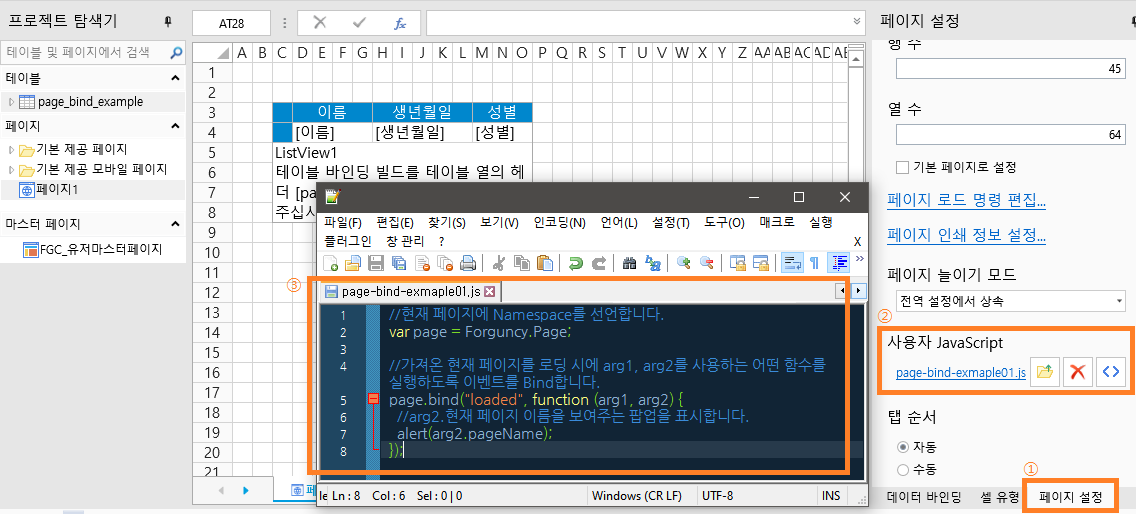 프로젝트 탐색기
테이블 및 페이지에서 검색
테이블
page_bind_example
페이지
기본 제공 페이지
기본 제공 모바일 페이지
페이지1
마스터 페이지
FGC_유저마스터페이지
AT28
fx
A B C D E F G H I J K L M N O P Q R S T U V W X Y Z AA AB AC AD AE
1
2
3
4
5
6
7
8
9
10
11
12
13
14
15
16
17
18
19
20
21
이름 생년월일 성별
[이름] [생년월일] [성별]
ListView1
테이블 바인딩 빌드를 테이블 열의 헤
더 [pa
주십시
페
③
파일(F) 편집(E) 찾기(S) 보기(V) 인코딩(N) 언어(L) 설정(T) 도구(O) 매크로 실행
플러그인 창 관리 ? X
page-bind-exmaple01.js
1 //현재 페이지에 Namespace를 선언합니다.
2 var page = Forguncy.Page;
3
4 //가져온 현재 페이지를 로딩 시에 arg1, arg2를 사용하는 어떤 함수를
실행하도록 이벤트를 Bind합니다.
5 page.bind("loaded", function (arg1, arg2) {
6 //arg2.현재 페이지 이름을 보여주는 팝업을 표시합니다.
7 alert(arg2.pageName);
8 });
le Ln : 8 Col : 6 Sel : 0 | 0 Windows (CR LF) UTF-8 INS
페이지 설정
행 수
45
열 수
64
기본 페이지로 설정
페이지 로드 명령 편집...
페이지 인쇄 정보 설정...
페이지 늘이기 모드
전역 설정에서 상속
②
사용자 JavaScript
page-bind-exmaple01.js
탭 순서
자동
수동
①
데이터 바인딩 셀 유형 페이지 설정